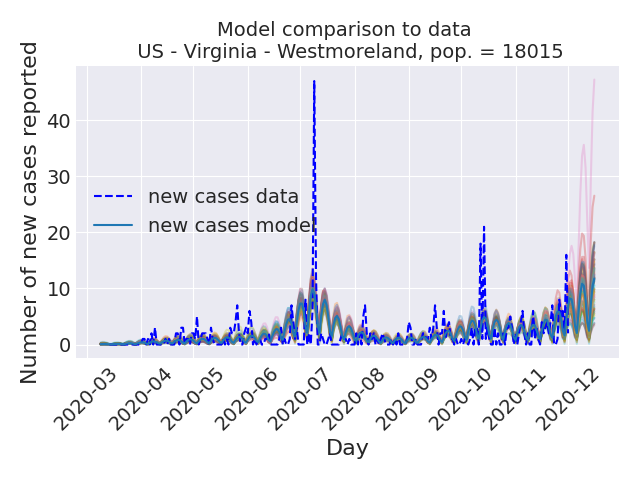 Model comparison to data
US - Virginia - Westmoreland, pop. = 18015
Number of new cases reported
40
30
20
10
0
new cases data
new cases model
2020-03
2020-04
2020-05
2020-06
2020-07
2020-08
2020-09
2020-10
2020-11
2020-12
Day